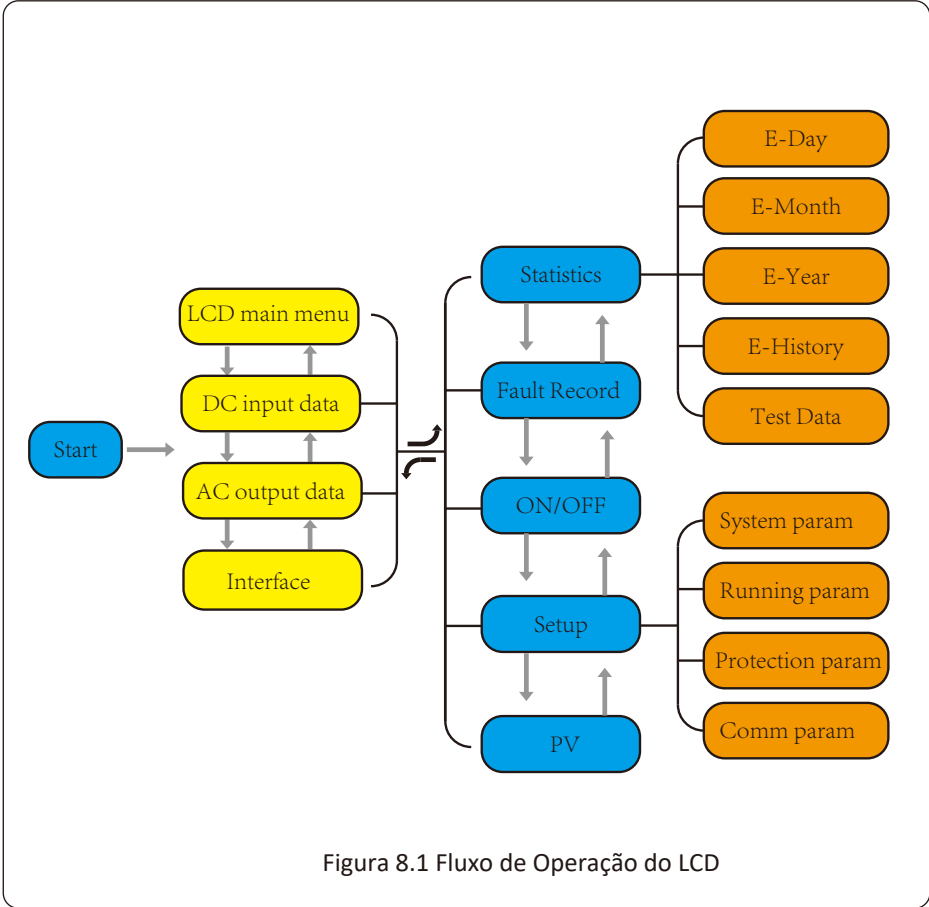 Start
LCD main menu
DC input data
AC output data
Interface
Statistics
Fault Record
ON/OFF
Setup
PV
E-Day
E-Month
E-Year
E-History
Test Data
System param
Running param
Protection param
Comm param
Figura 8.1 Fluxo de Operação do LCD